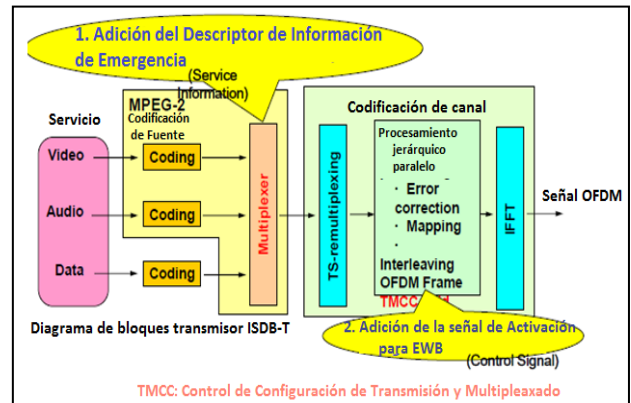 1. Adición del Descriptor de Información
de Emergencia
(Service
Information)
MPEG-2
Codificación
de Fuente
Servicio
Video
Audio
Data
Coding
Coding
Coding
Multiplexer
Codificación de canal
TS-remultiplexing
Procesamiento
jerárquico
paralelo
· Error
correction
· Mapping
·
Interleaving
OFDM Frame
TMCC
IFFT
Señal OFDM
Diagrama de bloques transmisor ISDB-T
2. Adición de la señal de Activación
para EWB
(Control Signal)
TMCC: Control de Configuración de Transmisión y Multipleaxado